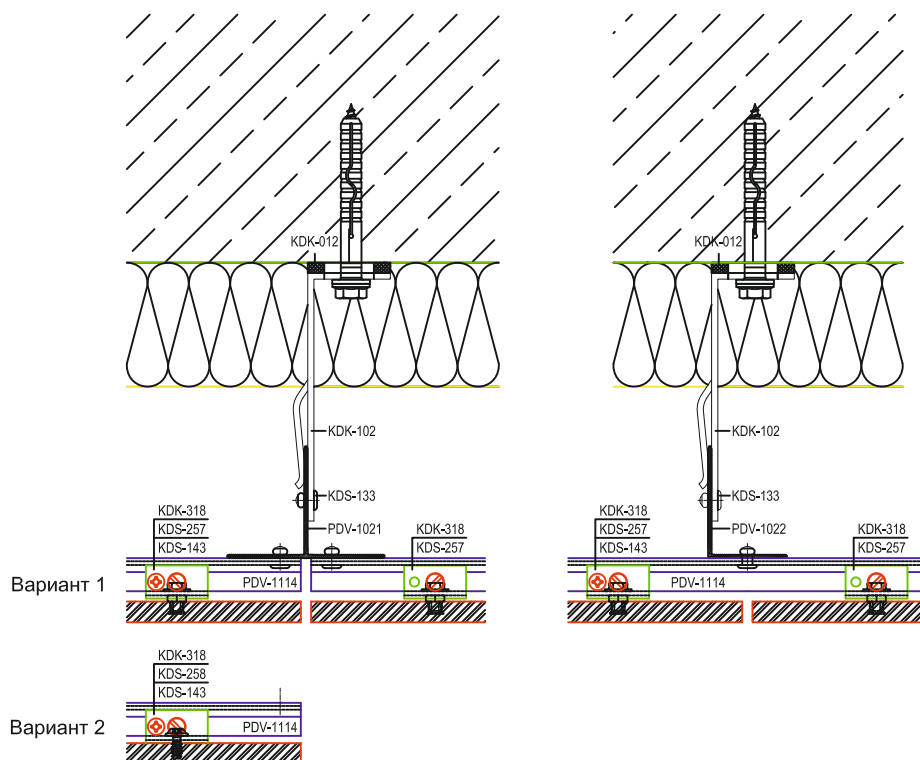 KDK-012
KDK-012
KDK-102
KDK-102
KDS-133
KDS-133
KDK-318
KDS-257
KDS-143
PDV-1021
KDK-318
KDS-257
KDK-318
KDS-257
KDS-143
PDV-1022
KDK-318
KDS-257
Вариант 1
PDV-1114
PDV-1114
KDK-318
KDS-258
KDS-143
Вариант 2
PDV-1114